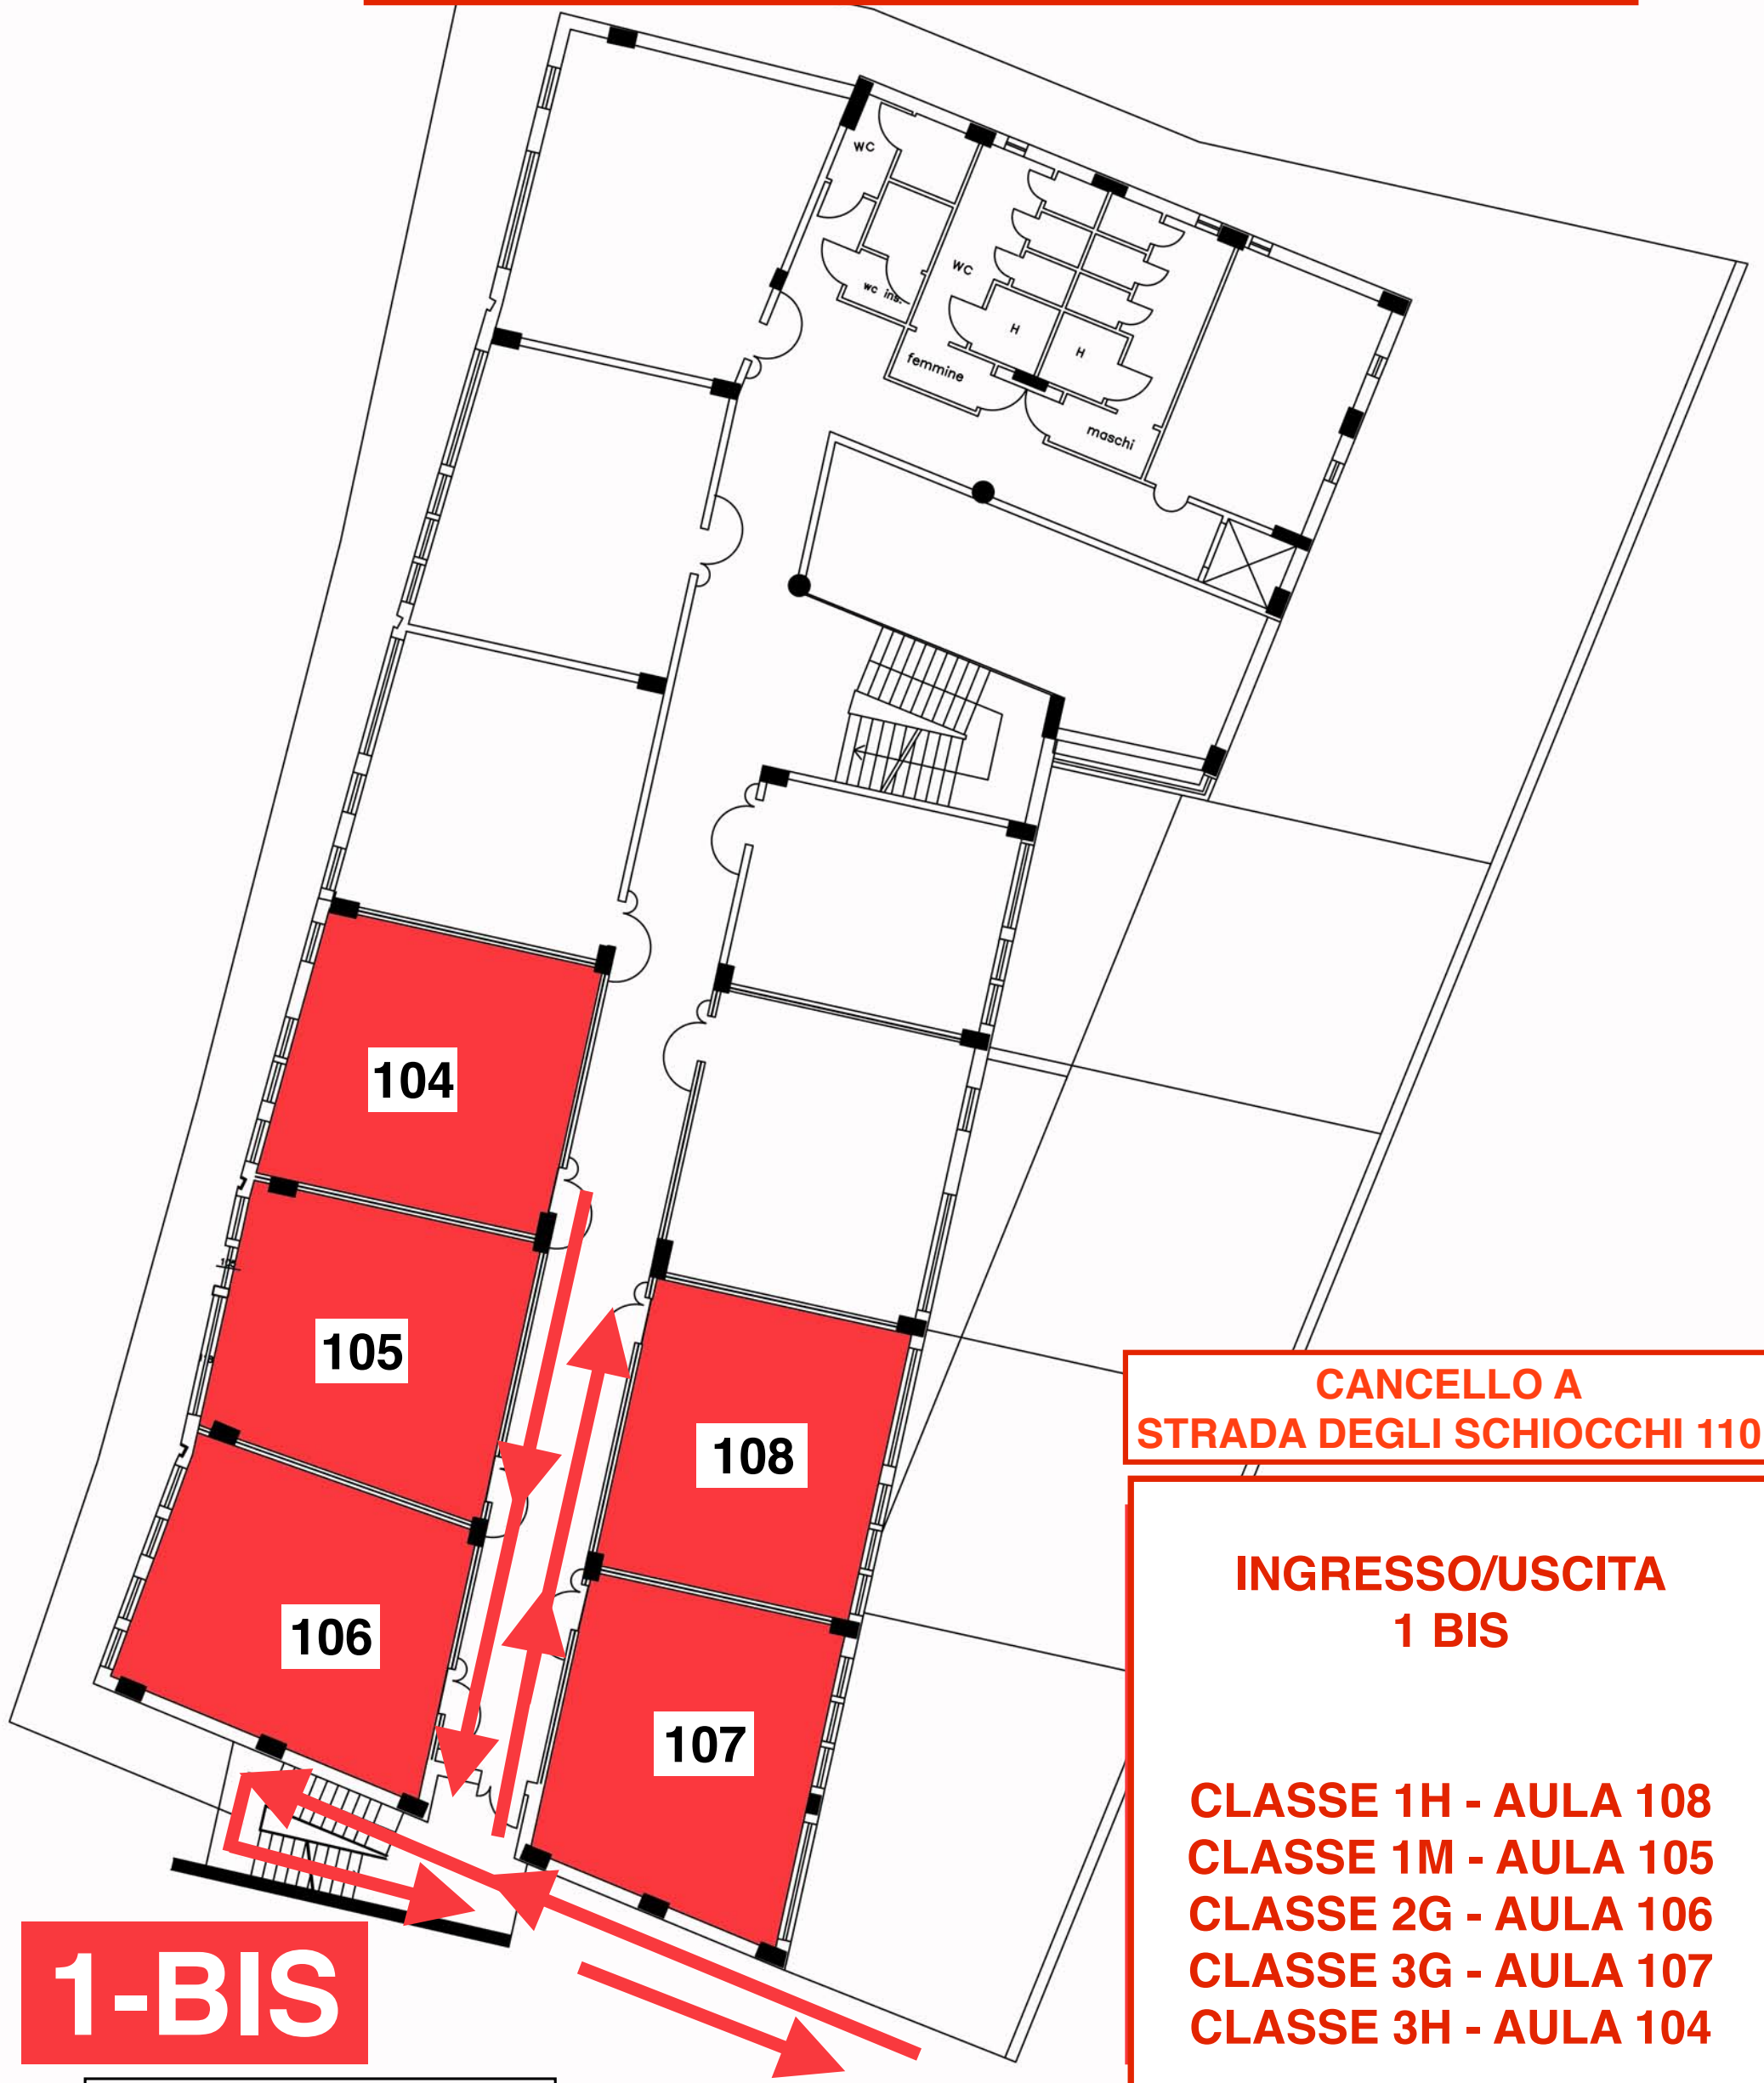 WC
WC
wc ins.
H
H
femmine
maschi
104
105
108
106
107
CANCELLO A
STRADA DEGLI SCHIOCCHI 110
INGRESSO/USCITA
1 BIS
CLASSE 1H - AULA 108
CLASSE 1M - AULA 105
CLASSE 2G - AULA 106
CLASSE 3G - AULA 107
CLASSE 3H - AULA 104
1-BIS